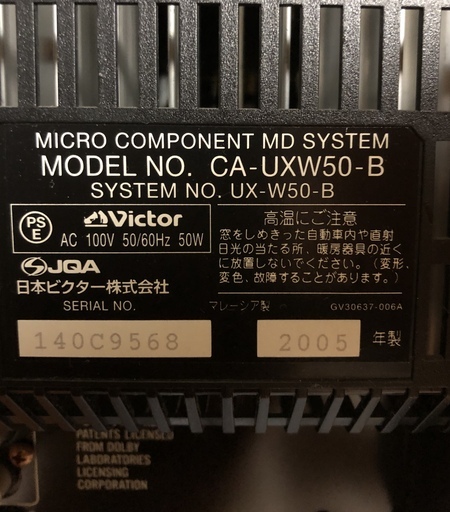 MICRO COMPONENT MD SYSTEM
MODEL NO. CA-UXW50-B
SYSTEM NO. UX-W50-B
PS
E
Victor
AC 100V 50/60Hz 50W
高温にご注意
窓をしめきった自動車内や直射
日光の当たる所、暖房器具の近く
に放置しないでください。（変形、
変色、故障することがあります。）
JQA
日本ビクター株式会社
SERIAL NO.
マレーシア製
GV30637-006A
140C9568
2005 年製
PATENTS LICENSED
FROM DOLBY
LABORATORIES
LICENSING
CORPORATION